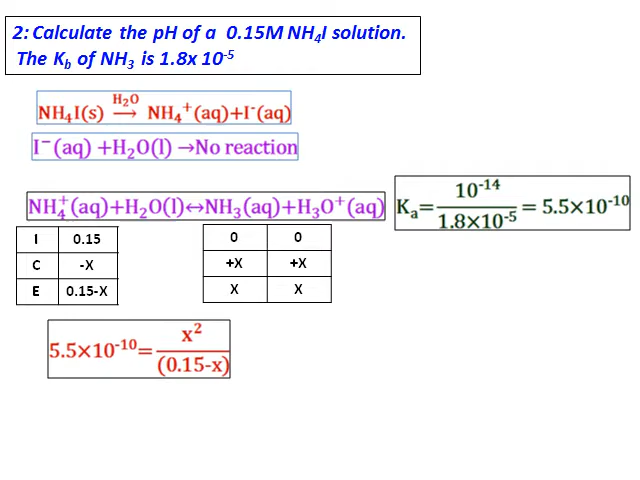 2: Calculate the pH of a 0.15M NH₄I solution.
The K_b of NH₃ is 1.8x 10⁻⁵
NH₄I(s) →(H₂O) NH₄⁺(aq)+I⁻(aq)
I⁻(aq) +H₂O(l) →No reaction
NH₄⁺(aq)+H₂O(l)↔NH₃(aq)+H₃O⁺(aq)
Kₐ= 10⁻¹⁴ / 1.8×10⁻⁵ = 5.5×10⁻¹⁰
I 0.15 0 0
C -X +X +X
E 0.15-X X X
5.5×10⁻¹⁰= x² / (0.15-x)